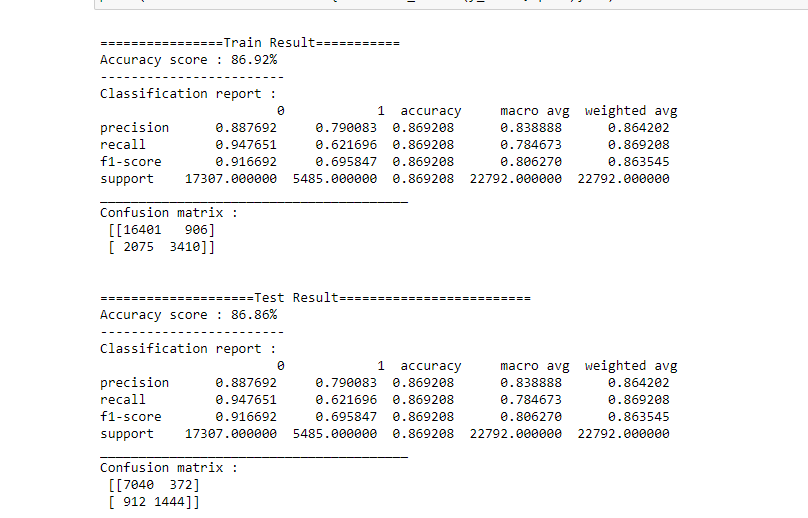 ================Train Result===========
Accuracy score : 86.92%
------------------------
Classification report :
0 1 accuracy macro avg weighted avg
precision 0.887692 0.790083 0.869208 0.838888 0.864202
recall 0.947651 0.621696 0.869208 0.784673 0.869208
f1-score 0.916692 0.695847 0.869208 0.806270 0.863545
support 17307.000000 5485.000000 0.869208 22792.000000 22792.000000
________________________________________
Confusion matrix :
[[16401 906]
[ 2075 3410]]
====================Test Result=========================
Accuracy score : 86.86%
------------------------
Classification report :
0 1 accuracy macro avg weighted avg
precision 0.887692 0.790083 0.869208 0.838888 0.864202
recall 0.947651 0.621696 0.869208 0.784673 0.869208
f1-score 0.916692 0.695847 0.869208 0.806270 0.863545
support 17307.000000 5485.000000 0.869208 22792.000000 22792.000000
________________________________________
Confusion matrix :
[[7040 372]
[ 912 1444]]